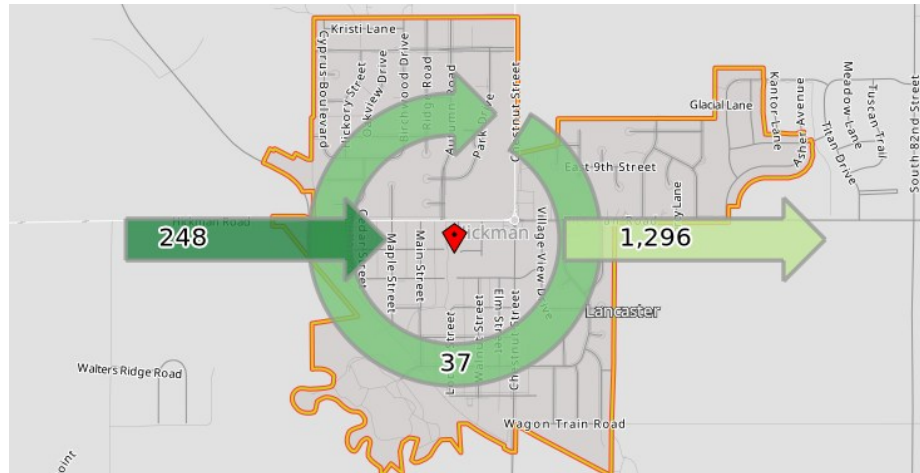 Kristi Lane
Cyprus Boulevard
Hickory Street
Oakview Drive
Birchwood Drive
Ridge Road
Autumn Road
Park Drive
Chestnut Street
Glacial Lane
Kantor Lane
Asher Avenue
Meadow Lane
Titan Drive
Tuscan Trail
South 82nd Street
East 9th Street
Hickman Road
248
Hickman
1,296
Cedar Street
Maple Street
Main Street
Village View Drive
Elm Street
Lancaster
Walnut Street
Chestnut Street
Walters Ridge Road
37
Wagon Train Road